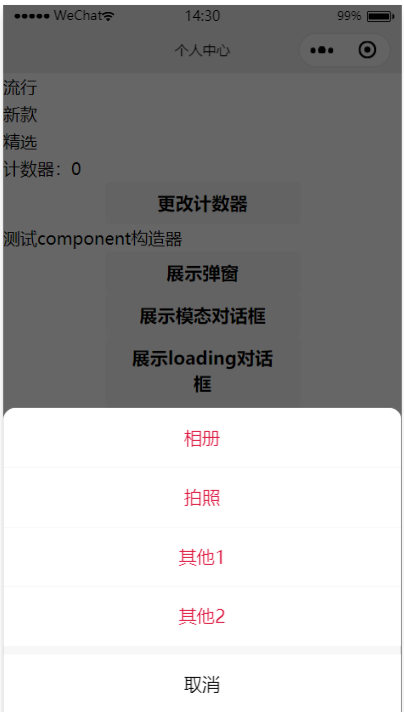 ●●●●● WeChat 14:30 99%
个人中心
流行
新款
精选
计数器：0
更改计数器
测试component构造器
展示弹窗
展示模态对话框
展示loading对话
框
相册
拍照
其他1
其他2
取消